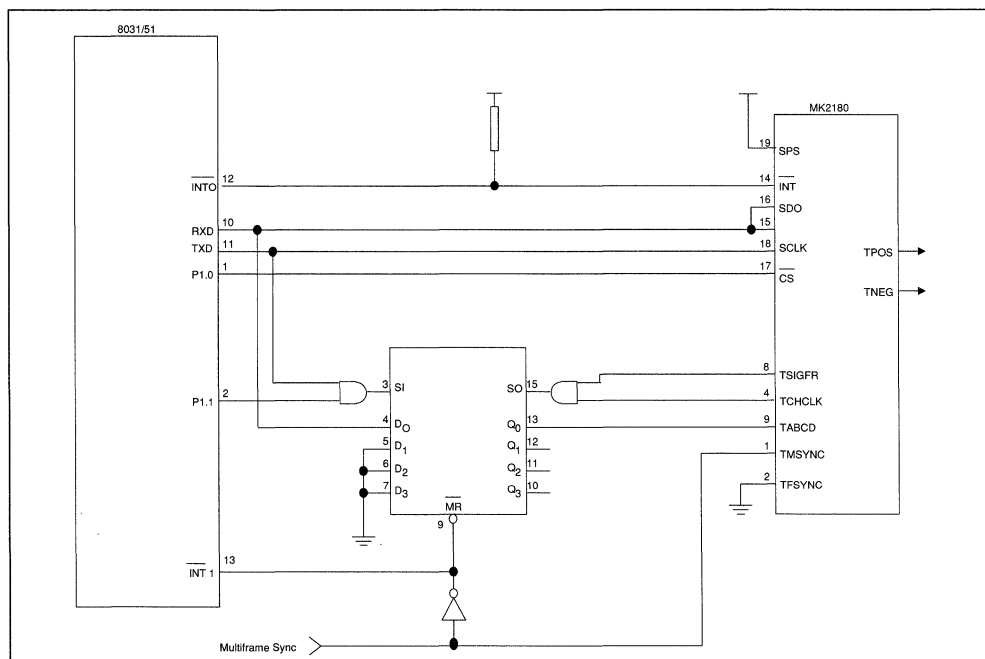 8031/51
MK2180
19 SPS
INTO 12
14 INT
16 SDO
RXD 10
15
TXD 11
18 SCLK
TPOS
P1.0 1
17 CS
TNEG
8 TSIGFR
3 SI
SO 15
P1.1 2
4 TCHCLK
4 DO
Q0 13
9 TABCD
5 D1
Q1 12
1 TMSYNC
6 D2
Q2 11
7 D3
Q3 10
2 TFSYNC
MR
9
INT 1 13
Multiframe Sync